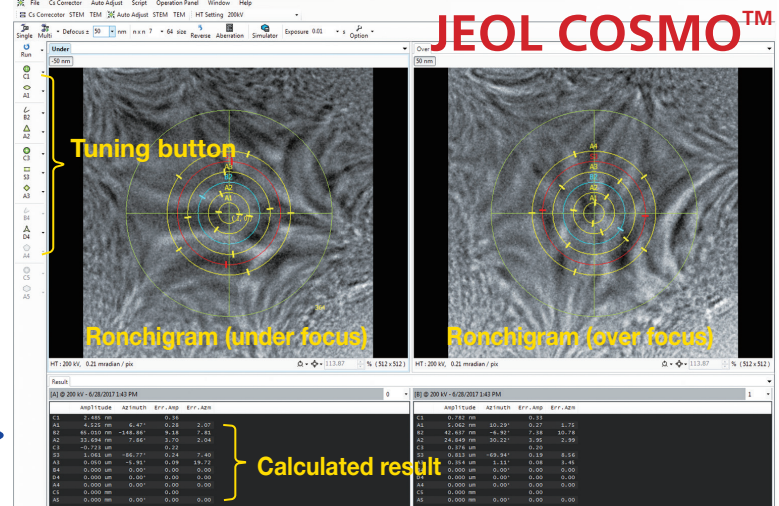 File Cs Corrector Auto Adjust Script Operation Panel Window Help
Cs Correcotor STEM TEM Auto Adjust STEM TEM HT Setting 200kV
JEOL COSMO™
Single Multi Defocus ± 50 nm n x n 7 64 size Reverse Aberration Simulator Exposure 0.01 s Option
Run
Under
Over
-50 nm
50 nm
C1
A1
B2
A2
C3
S3
A3
B4
D4
A4
C5
A5
Tuning button
A3
B2
A2
A1
A4
B2
A2
A1
Ronchigram (under focus)
Ronchigram (over focus)
HT : 200 kV, 0.21 mradian / pix 113.87 % (512 x 512)
HT : 200 kV, 0.21 mradian / pix 113.87 % (512 x 512)
Result
[A] @ 200 kV - 6/28/2017 1:43 PM 0
[B] @ 200 kV - 6/28/2017 1:43 PM 1
Amplitude Azimuth Err.Amp Err.Azm
C1 2.485 nm 0.36
A1 4.525 nm 6.47° 0.28 2.07
B2 65.010 nm -148.86° 9.18 7.81
A2 33.694 nm 7.86° 3.70 2.04
C3 -0.723 um 0.22
S3 1.061 um -86.77° 0.24 7.40
A3 0.050 um -5.91° 0.09 19.72
B4 0.000 um 0.00° 0.00 0.00
D4 0.000 um 0.00° 0.00 0.00
A4 0.000 um 0.00° 0.00 0.00
C5 0.000 mm 0.00
A5 0.000 mm 0.00° 0.00 0.00
Calculated result
Amplitude Azimuth Err.Amp Err.Azm
C1 0.782 nm 0.33
A1 5.062 nm 10.29° 0.27 1.75
B2 42.637 nm -6.92° 7.38 10.78
A2 24.849 nm 30.22° 3.95 2.99
C3 0.376 um 0.20
S3 0.813 um -69.94° 0.19 8.56
A3 0.354 um 1.11° 0.08 3.45
B4 0.000 um 0.00° 0.00 0.00
D4 0.000 um 0.00° 0.00 0.00
A4 0.000 um 0.00° 0.00 0.00
C5 0.000 mm 0.00
A5 0.000 mm 0.00° 0.00 0.00